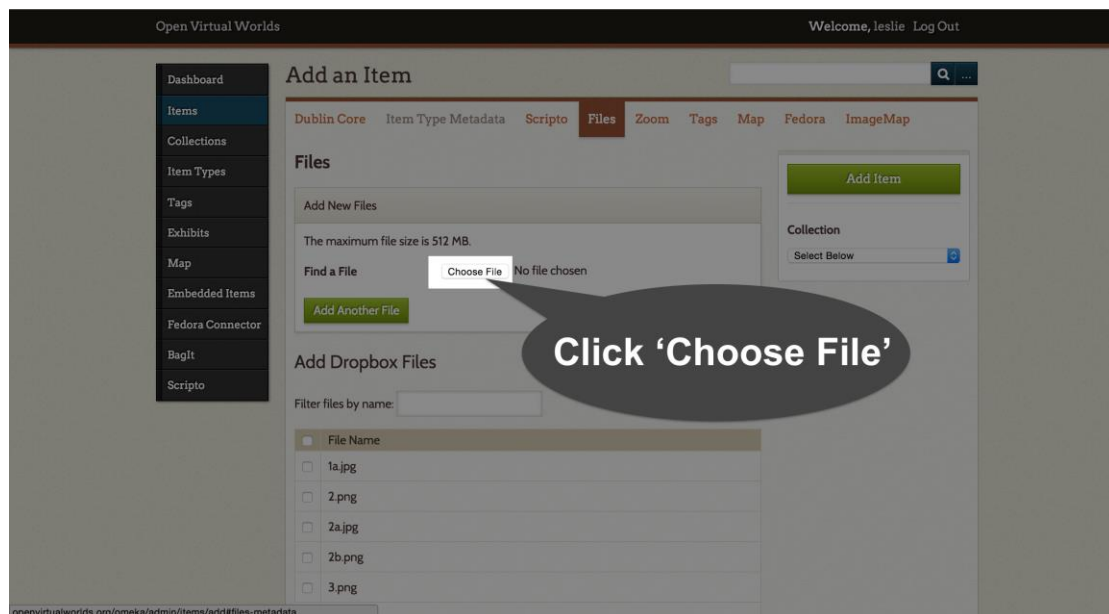 Open Virtual Worlds
Welcome, leslie Log Out
Dashboard
Items
Collections
Item Types
Tags
Exhibits
Map
Embedded Items
Fedora Connector
BagIt
Scripto
Add an Item
...
Dublin Core Item Type Metadata Scripto Files Zoom Tags Map Fedora ImageMap
Files
Add New Files
The maximum file size is 512 MB.
Find a File Choose File No file chosen
Add Another File
Click ‘Choose File’
Add Dropbox Files
Filter files by name:
File Name
1a.jpg
2.png
2a.jpg
2b.png
3.png
Add Item
Collection
Select Below
openvirtualworlds.org/omeka/admin/items/add#files-metadata